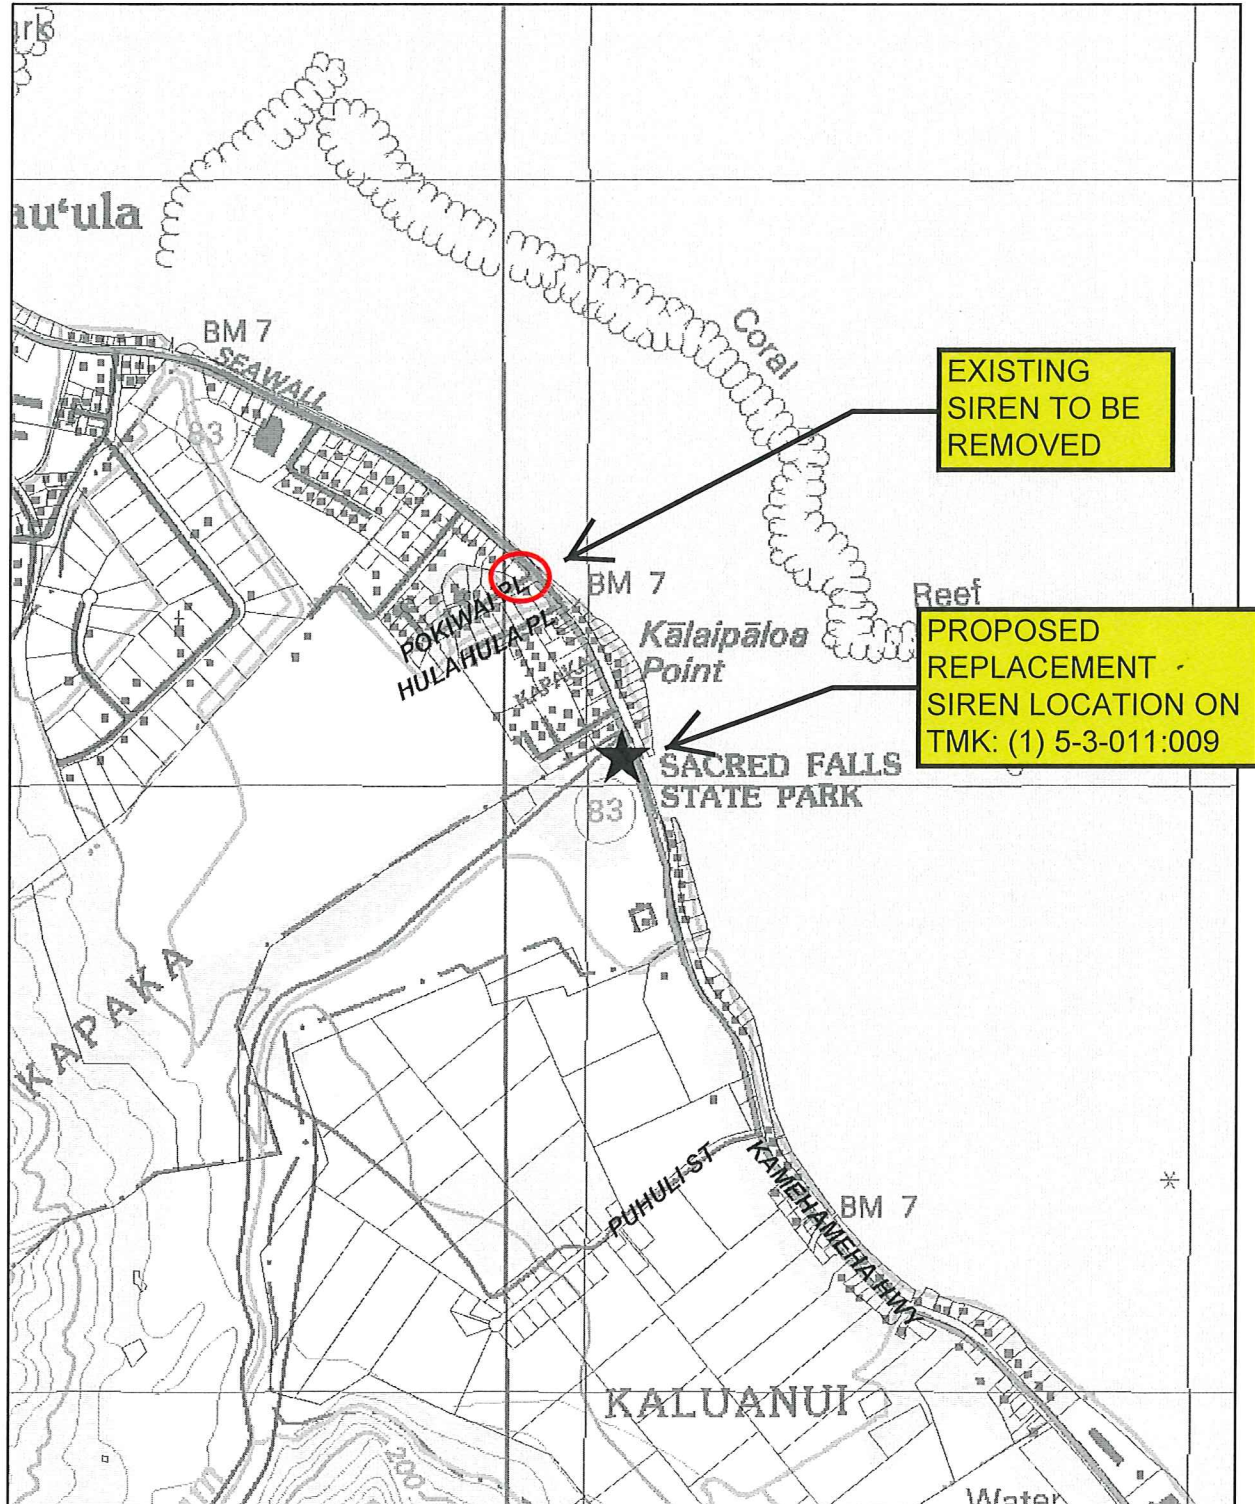 au‘ula
BM 7
SEAWALL
83
Coral
EXISTING
SIREN TO BE
REMOVED
BM 7
Reef
POKIWAI PL
HULAHULA PL
KAPAKA
Kālaipāloa
Point
PROPOSED
REPLACEMENT
SIREN LOCATION ON
TMK: (1) 5-3-011:009
SACRED FALLS
STATE PARK
83
KAPAKA
PUHULI ST
KAMEHAMEHA HWY
BM 7
KALUANUI
200
Water